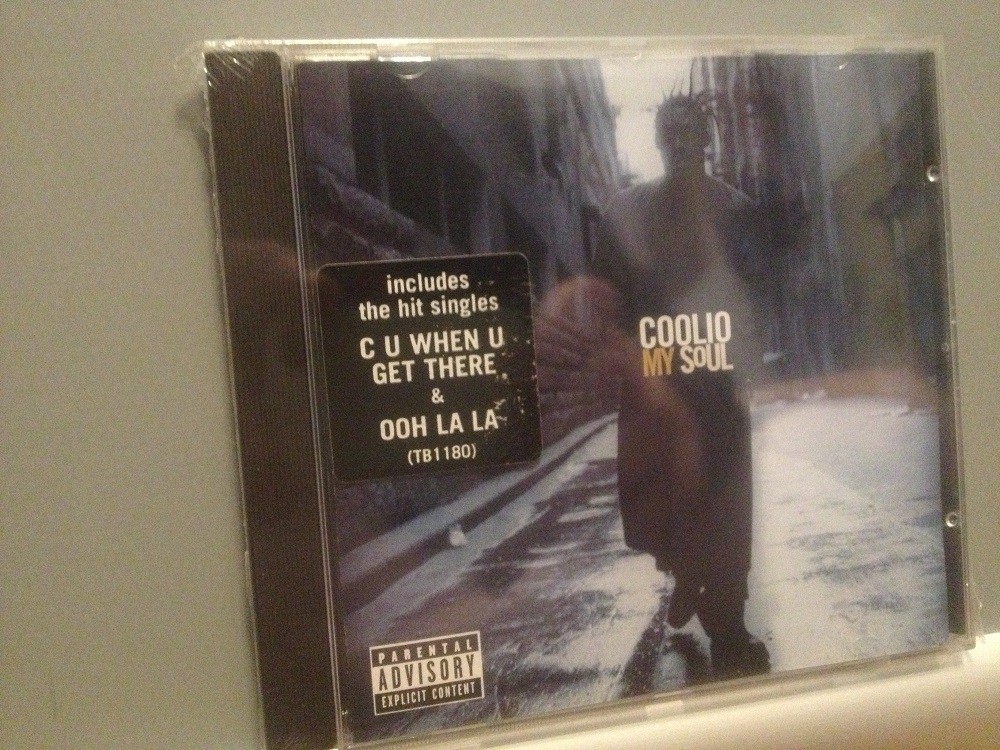 includes
the hit singles
C U WHEN U
GET THERE
&
OOH LA LA
(TB1180)
COOLIO
MY SOUL
PARENTAL
ADVISORY
EXPLICIT CONTENT